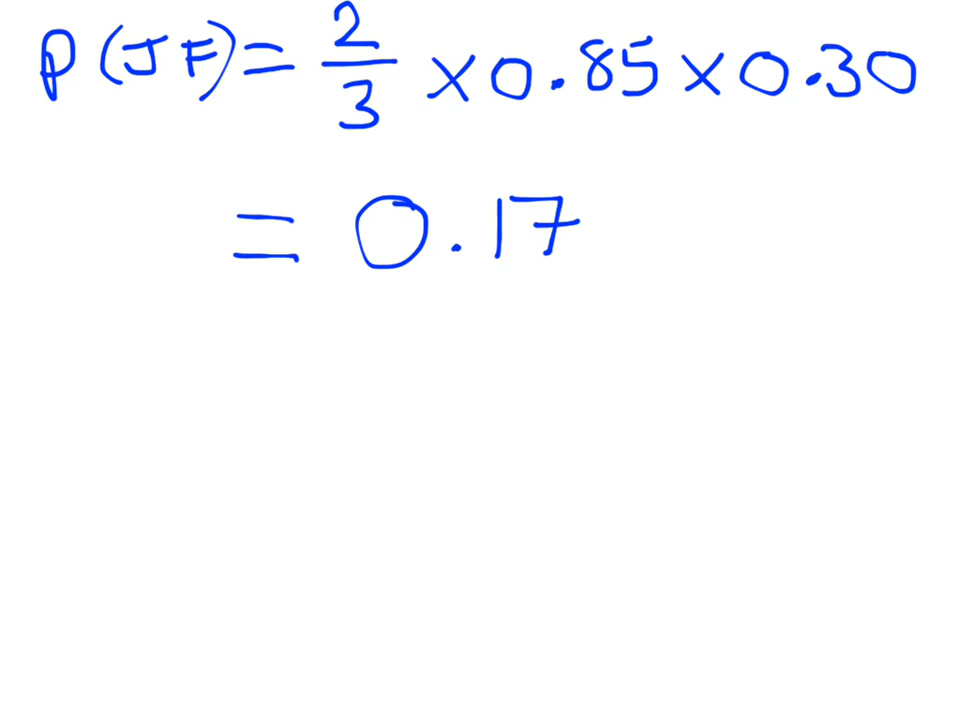 P(JF) = 2/3 × 0.85 × 0.30
= 0.17